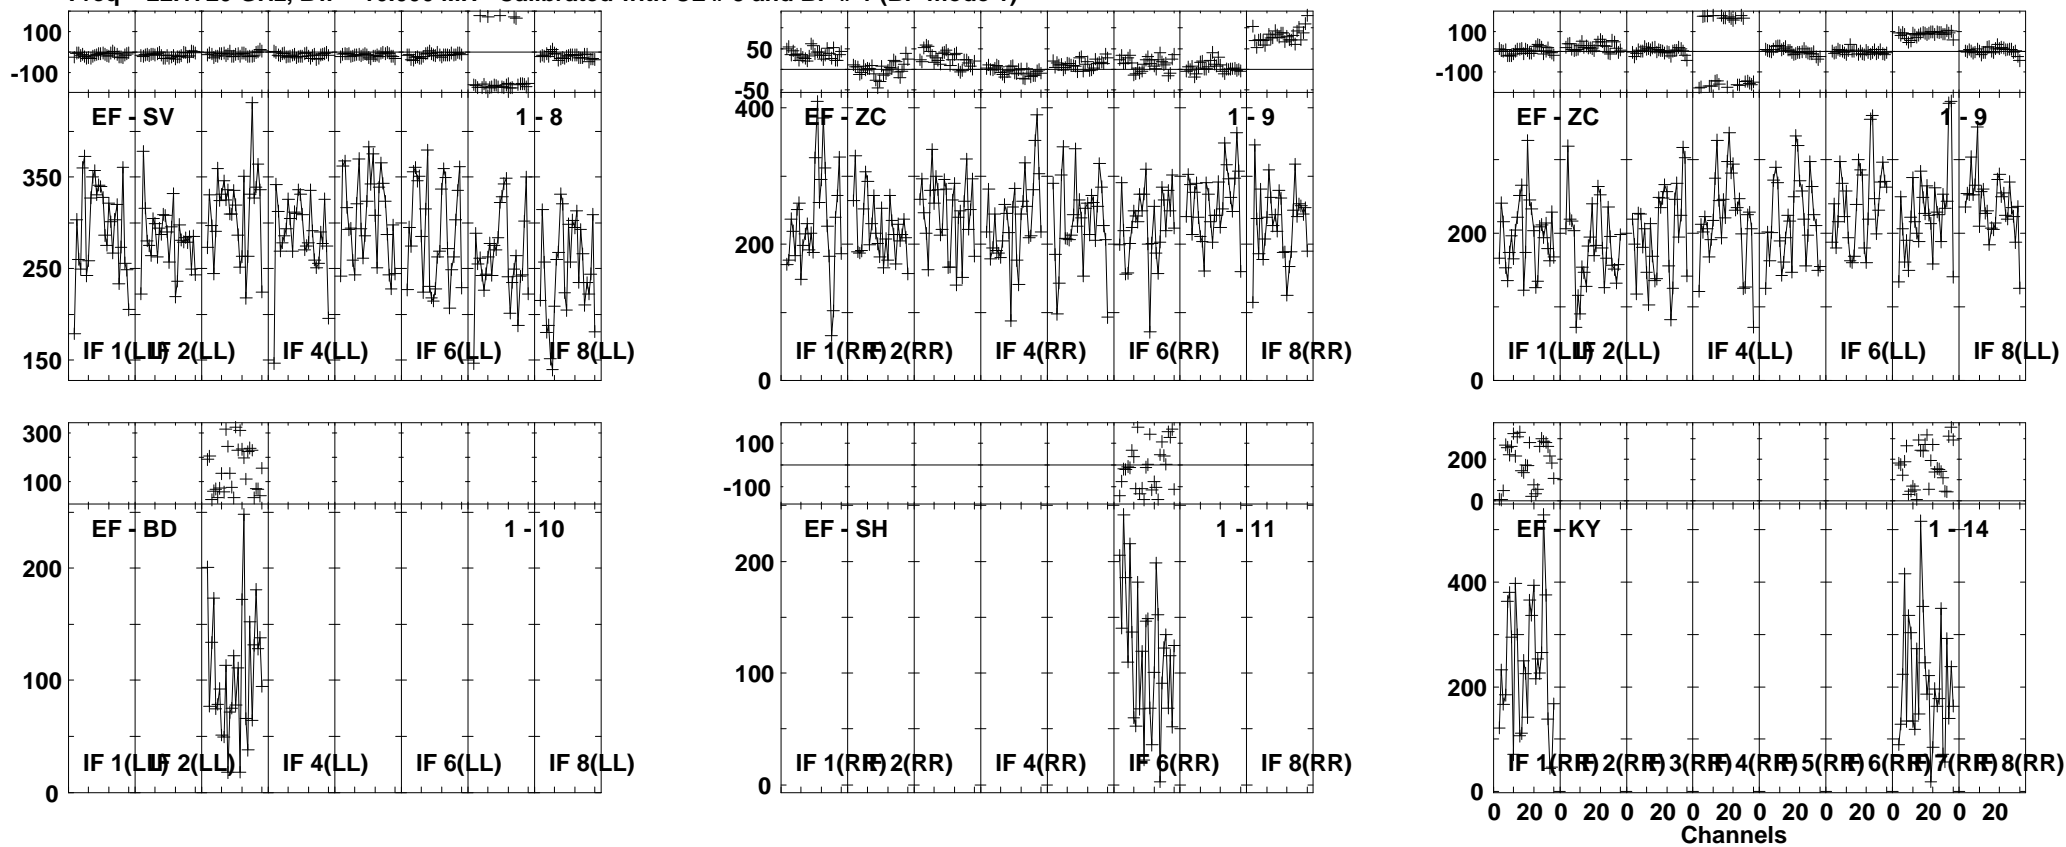 100
-100
EF - SV 1 - 8
350
250
150
IF 1(LL) IF 2(LL) IF 4(LL) IF 6(LL) IF 8(LL)
50
-50
400
EF - ZC 1 - 9
200
0
IF 1(RR) IF 2(RR) IF 4(RR) IF 6(RR) IF 8(RR)
100
-100
EF - ZC 1 - 9
200
0
IF 1(LL) IF 2(LL) IF 4(LL) IF 6(LL) IF 8(LL)
300
100
EF - BD 1 - 10
200
100
0
IF 1(LL) IF 2(LL) IF 4(LL) IF 6(LL) IF 8(LL)
100
-100
EF - SH 1 - 11
200
100
0
IF 1(RR) IF 2(RR) IF 4(RR) IF 6(RR) IF 8(RR)
200
0
EF - KY 1 - 14
400
200
0
IF 1(RR) IF 2(RR) IF 3(RR) IF 4(RR) IF 5(RR) IF 6(RR) IF 7(RR) IF 8(RR)
0 20 0 20 0 20 0 20 0 20 0 20 0 20 0 20
Channels